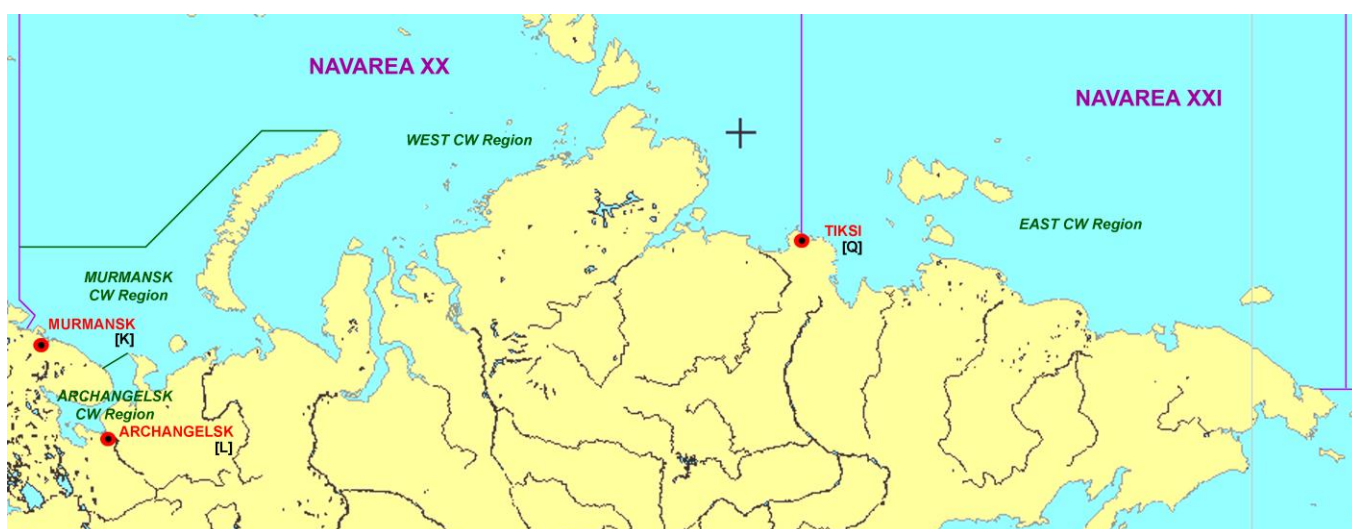 NAVAREA XX
NAVAREA XXI
WEST CW Region
EAST CW Region
TIKSI
[Q]
MURMANSK
CW Region
MURMANSK
[K]
ARCHANGELSK
CW Region
ARCHANGELSK
[L]